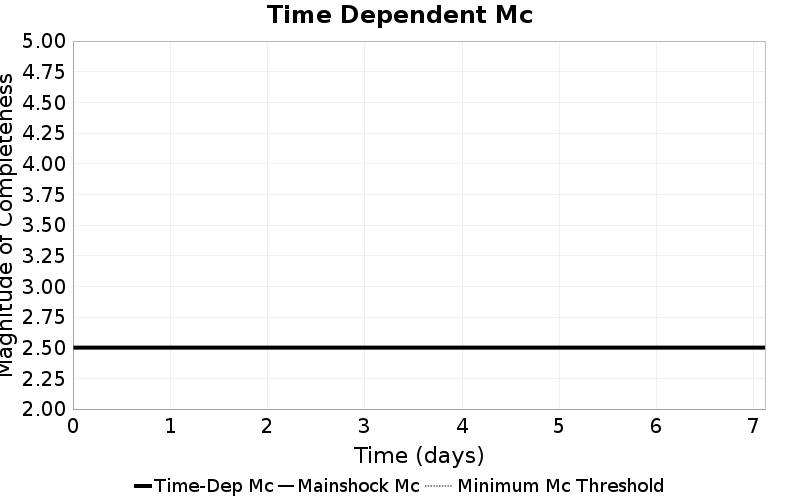 Time Dependent Mc
5.00
4.75
4.50
4.25
4.00
3.75
3.50
3.25
3.00
2.75
2.50
2.25
2.00
Magnitude of Completeness
0 1 2 3 4 5 6 7
Time (days)
Time-Dep Mc Mainshock Mc Minimum Mc Threshold